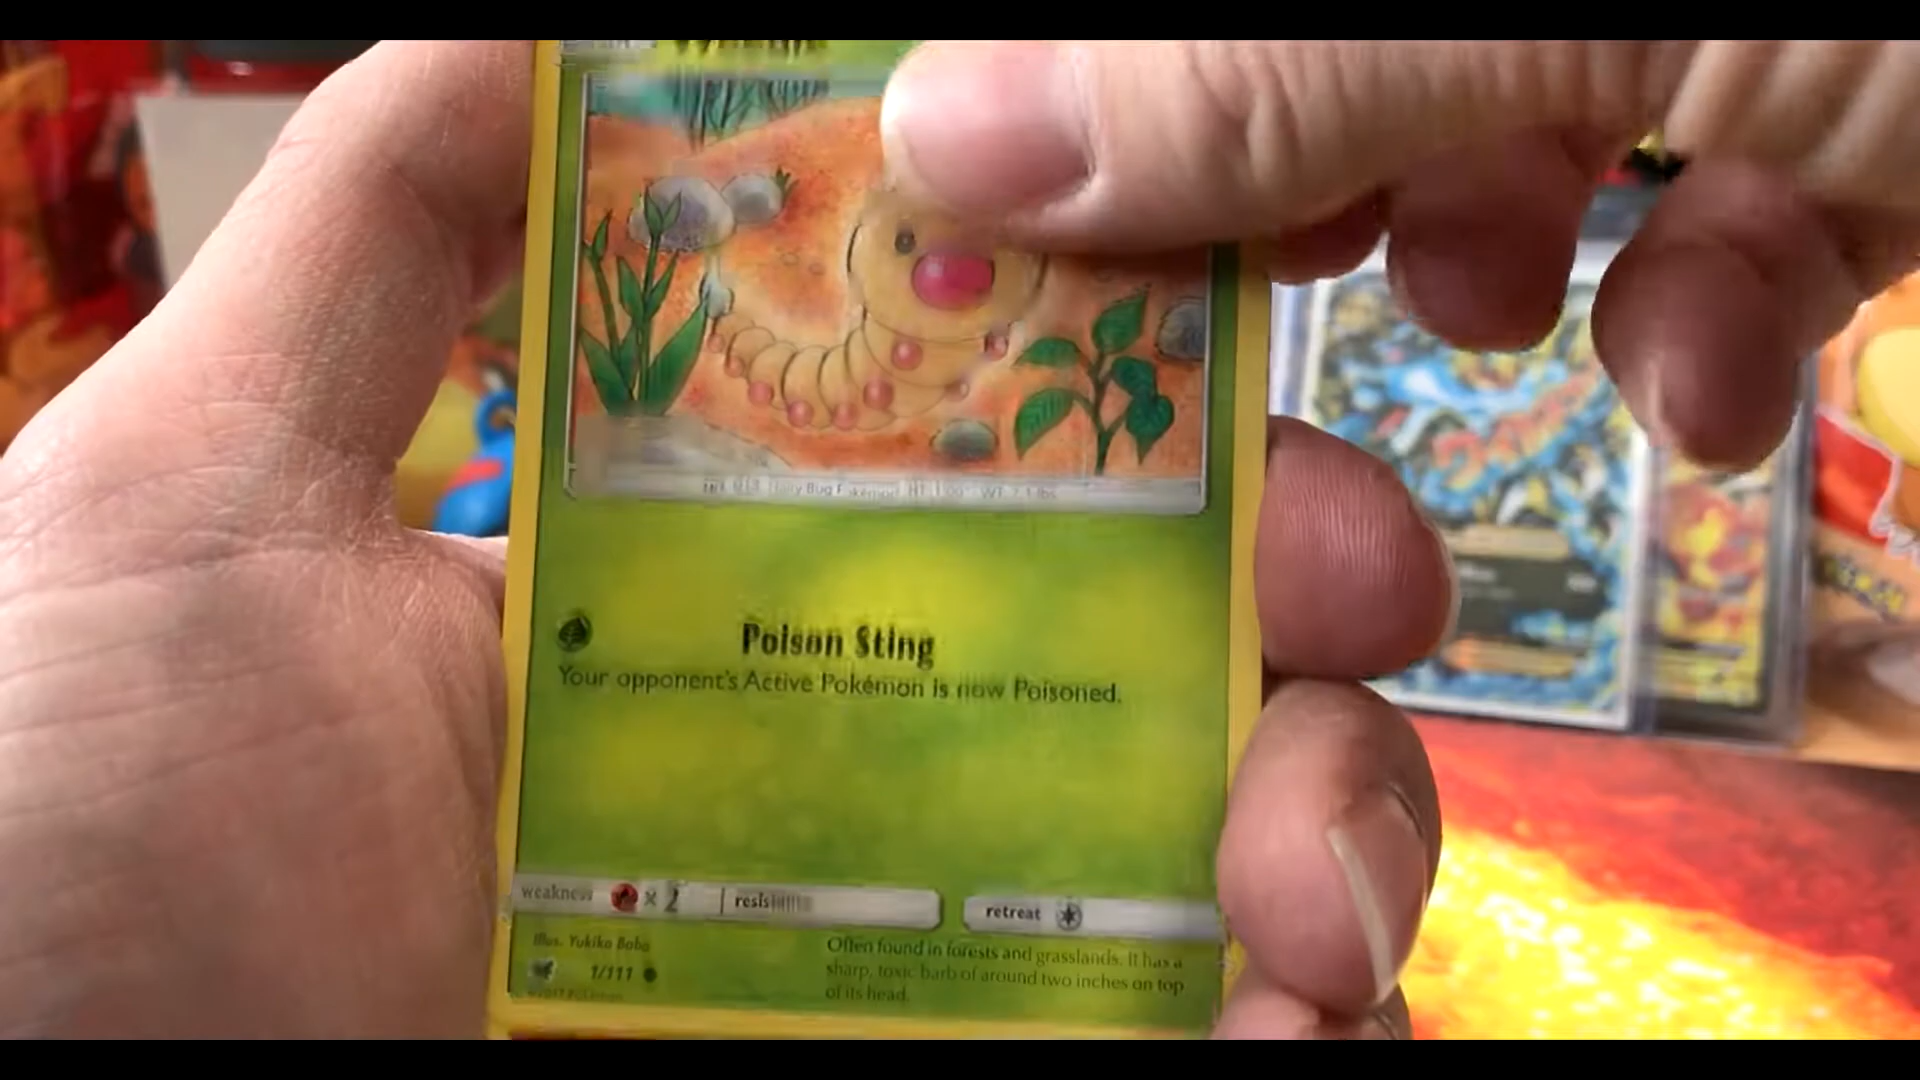 Poison Sting
Your opponent's Active Pokémon is now Poisoned.
weakness × 2
retreat
Illus. Yukiko Baba
1/111
Often found in forests and grasslands. It has a
sharp, toxic barb of around two inches on top
of its head.